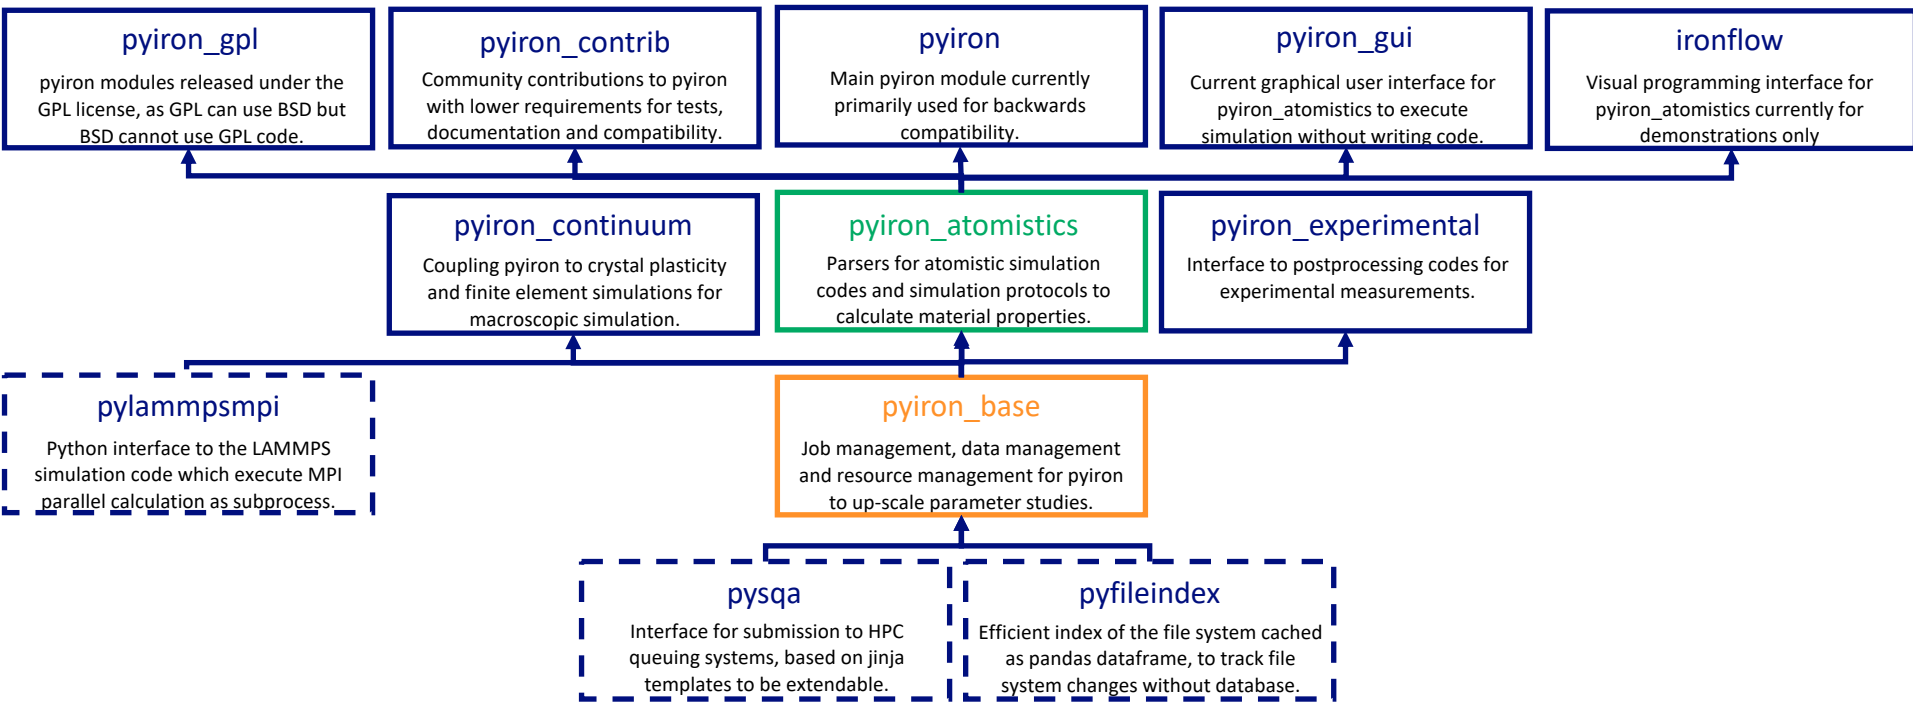 pyiron_gpl
pyiron modules released under the
GPL license, as GPL can use BSD but
BSD cannot use GPL code.
pyiron_contrib
Community contributions to pyiron
with lower requirements for tests,
documentation and compatibility.
pyiron
Main pyiron module currently
primarily used for backwards
compatibility.
pyiron_gui
Current graphical user interface for
pyiron_atomistics to execute
simulation without writing code.
ironflow
Visual programming interface for
pyiron_atomistics currently for
demonstrations only
pyiron_continuum
Coupling pyiron to crystal plasticity
and finite element simulations for
macroscopic simulation.
pyiron_atomistics
Parsers for atomistic simulation
codes and simulation protocols to
calculate material properties.
pyiron_experimental
Interface to postprocessing codes for
experimental measurements.
pylammpsmpi
Python interface to the LAMMPS
simulation code which execute MPI
parallel calculation as subprocess.
pyiron_base
Job management, data management
and resource management for pyiron
to up-scale parameter studies.
pysqa
Interface for submission to HPC
queuing systems, based on jinja
templates to be extendable.
pyfileindex
Efficient index of the file system cached
as pandas dataframe, to track file
system changes without database.